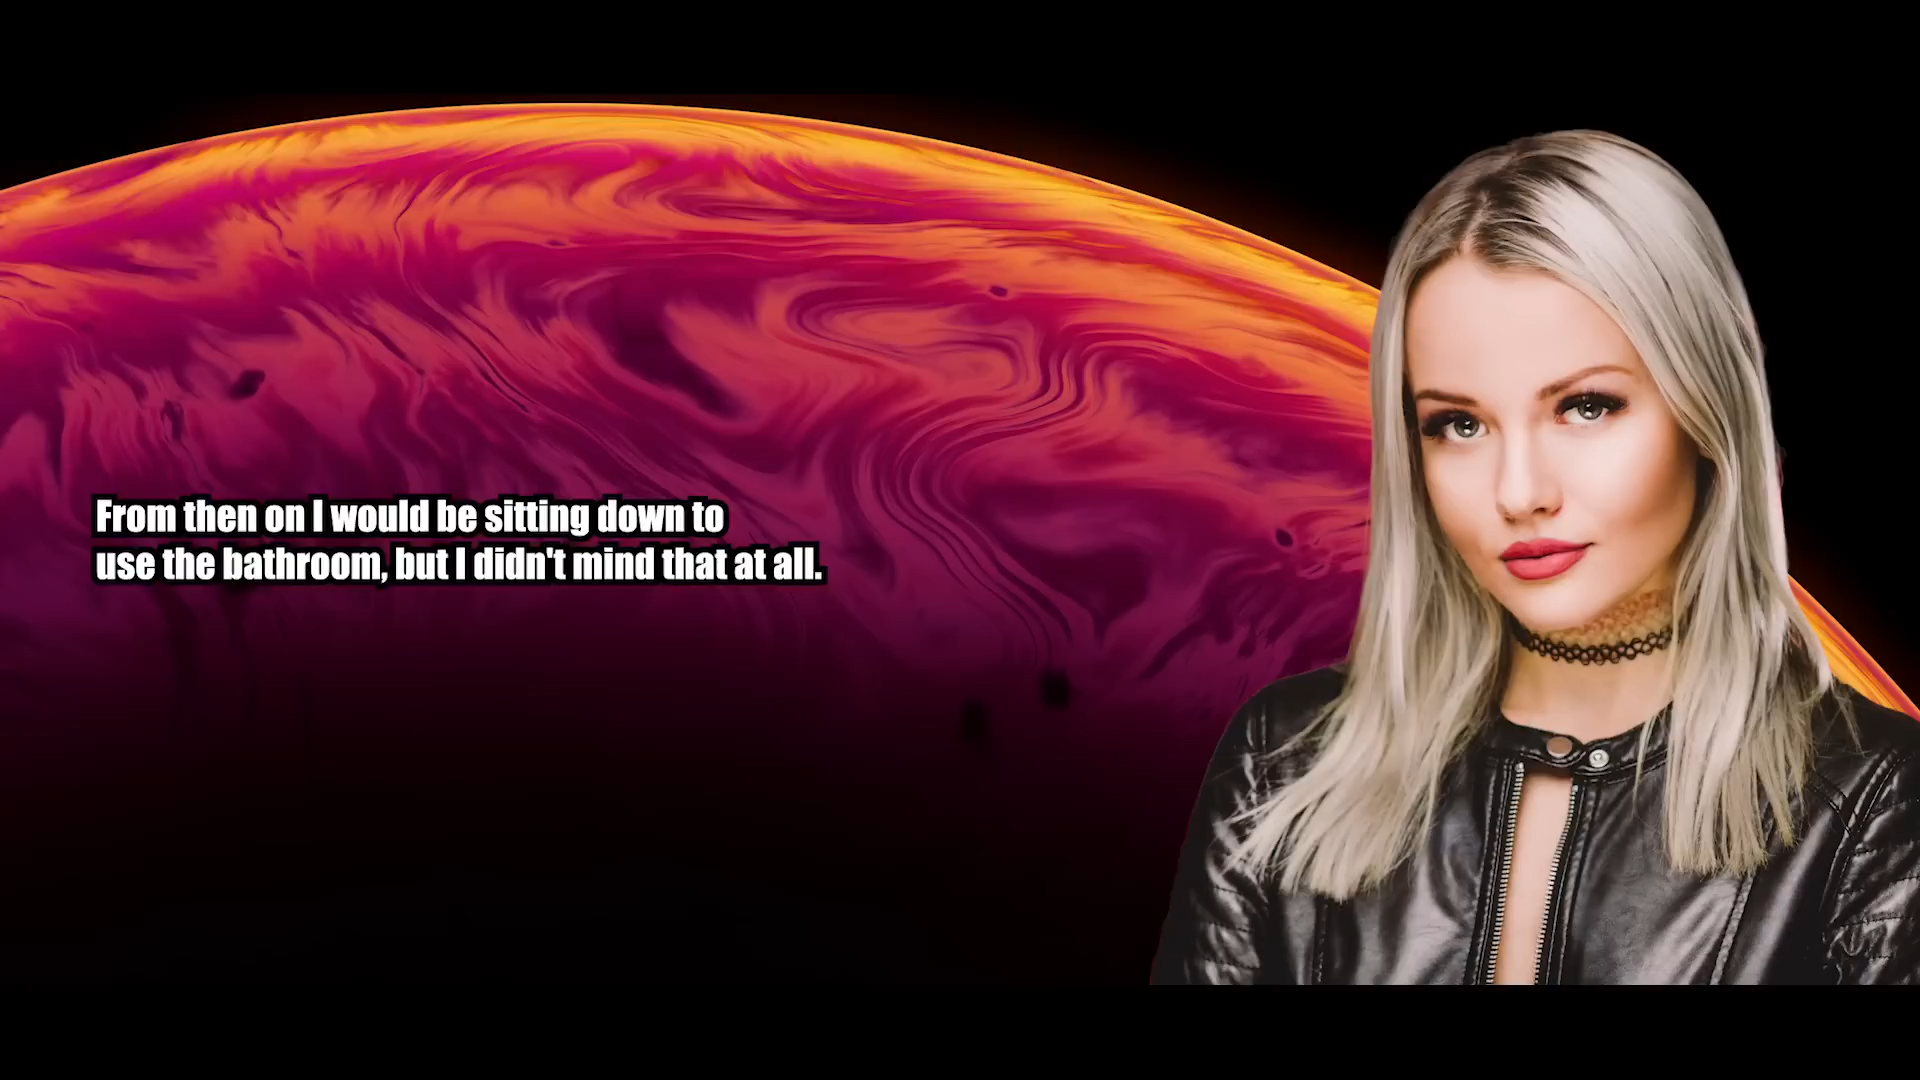 From then on I would be sitting down to
use the bathroom, but I didn't mind that at all.